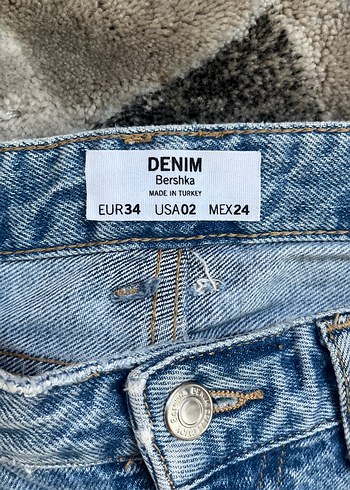 DENIM
Bershka
MADE IN TURKEY
EUR34 USA02 MEX24